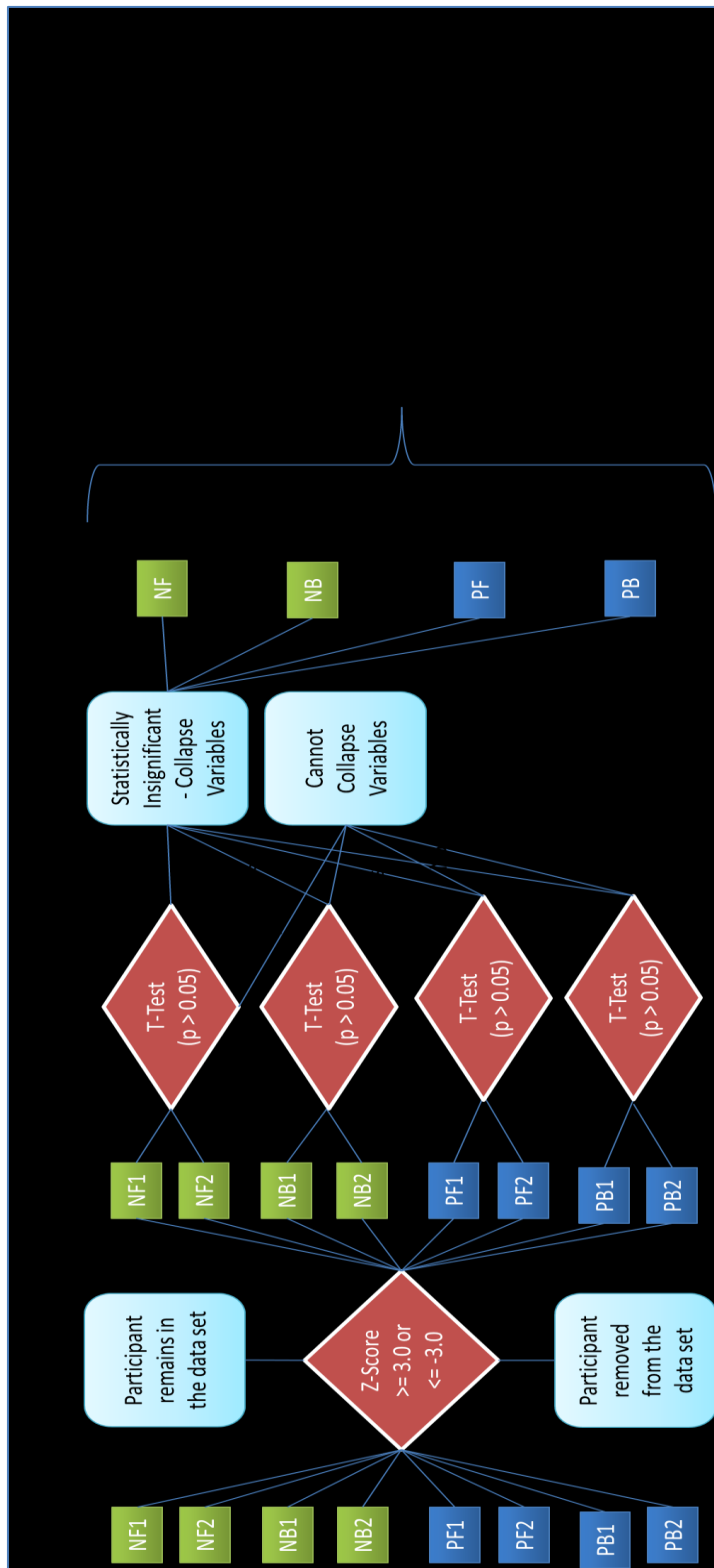 NF1
NF2
NB1
NB2
PF1
PF2
PB1
PB2
Participant
remains in
the data set
Z-Score
>= 3.0 or
<= -3.0
Participant
removed
from the
data set
NF1
NF2
NB1
NB2
PF1
PF2
PB1
PB2
T-Test
(p > 0.05)
T-Test
(p > 0.05)
T-Test
(p > 0.05)
T-Test
(p > 0.05)
Statistically
Insignificant
- Collapse
Variables
Cannot
Collapse
Variables
NF
NB
PF
PB